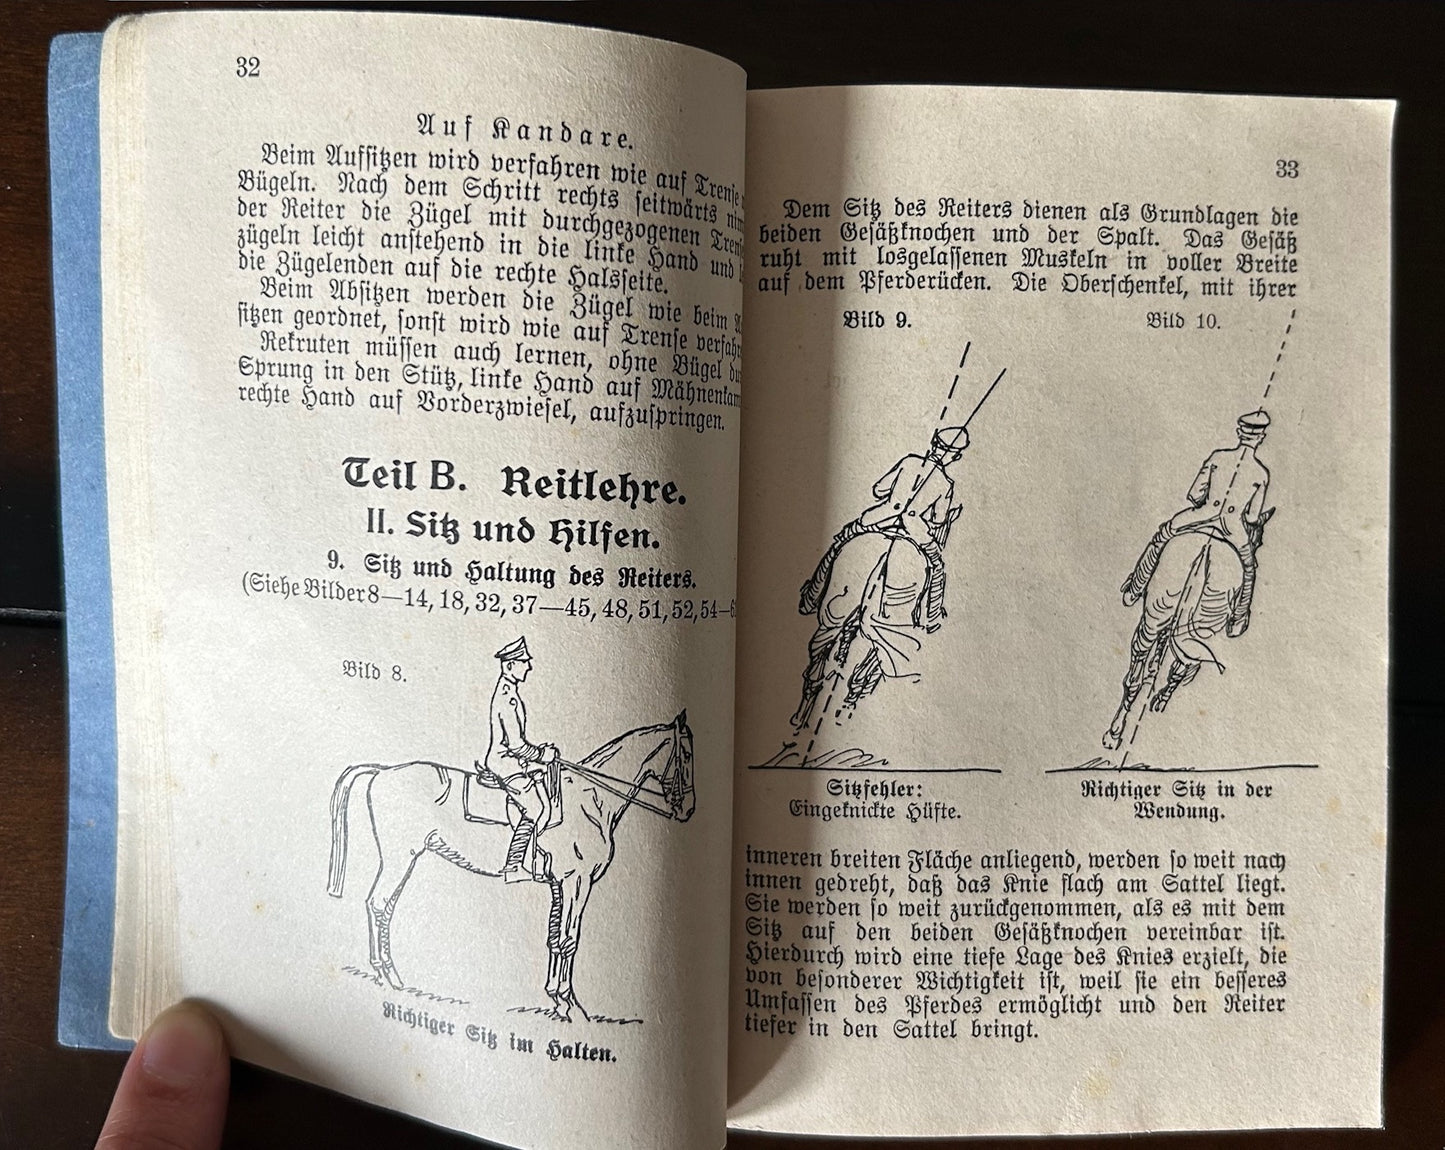 32
Auf Kandare.
Beim Aufsitzen wird verfahren wie auf Trense
Bügeln. Nach dem Schritt rechts seitwärts
der Reiter die Zügel mit durchgezogenen
zügeln leicht anstehend in die linke Hand und
die Zügelenden auf die rechte Halsseite.
Beim Absitzen werden die Zügel wie beim
sitzen geordnet, sonst wird wie auf Trense
Rekruten müssen auch lernen, ohne Bügel
Sprung in den Stütz, linke Hand auf
rechte Hand auf Vorderzwiesel, aufzuspringen.
Teil B. Reitlehre.
II. Sitz und Hilfen.
9. Sitz und Haltung des Reiters.
(Siehe Bilder 8—14, 18, 32, 37—45, 48, 51, 52, 54—
Bild 8.
Richtiger Sitz im Halten.
33
Dem Sitz des Reiters dienen als Grundlagen die
beiden Gesäßknochen und der Spalt. Das Gesäß
ruht mit losgelassenen Muskeln in voller Breite
auf dem Pferderücken. Die Oberschenkel, mit ihrer
Bild 9.
Bild 10.
Sitzfehler:
Eingeknickte Hüfte.
Richtiger Sitz in der
Wendung.
inneren breiten Fläche anliegend, werden so weit nach
innen gedreht, daß das Knie flach am Sattel liegt.
Sie werden so weit zurückgenommen, als es mit dem
Sitz auf den beiden Gesäßknochen vereinbar ist.
Hierdurch wird eine tiefe Lage des Knies erzielt, die
von besonderer Wichtigkeit ist, weil sie ein besseres
Umfassen des Pferdes ermöglicht und den Reiter
tiefer in den Sattel bringt.